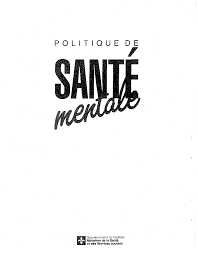 POLITIQUE DE
SANTÉ
mentale
Gouvernement du Québec
Ministère de la Santé
et des Services sociaux